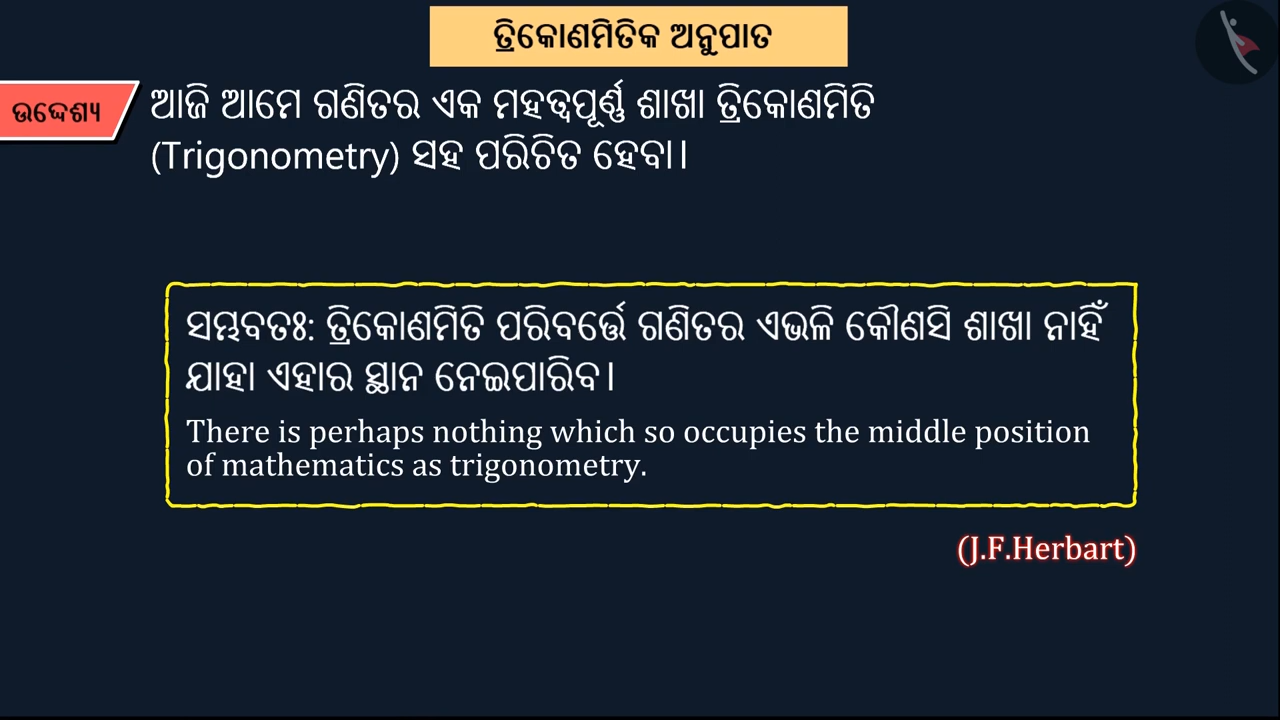 ତ୍ରିକୋଣମିତିକ ଅନୁପାତ
ଉଦ୍ଦେଶ୍ୟ
ଆଜି ଆମେ ଗଣିତର ଏକ ମହତ୍ୱପୂର୍ଣ୍ଣ ଶାଖା ତ୍ରିକୋଣମିତି
(Trigonometry) ସହ ପରିଚିତ ହେବା।
ସମ୍ଭବତଃ: ତ୍ରିକୋଣମିତି ପରିବର୍ତ୍ତେ ଗଣିତର ଏଭଳି କୌଣସି ଶାଖା ନାହିଁ
ଯାହା ଏହାର ସ୍ଥାନ ନେଇପାରିବ।
There is perhaps nothing which so occupies the middle position
of mathematics as trigonometry.
(J.F.Herbart)